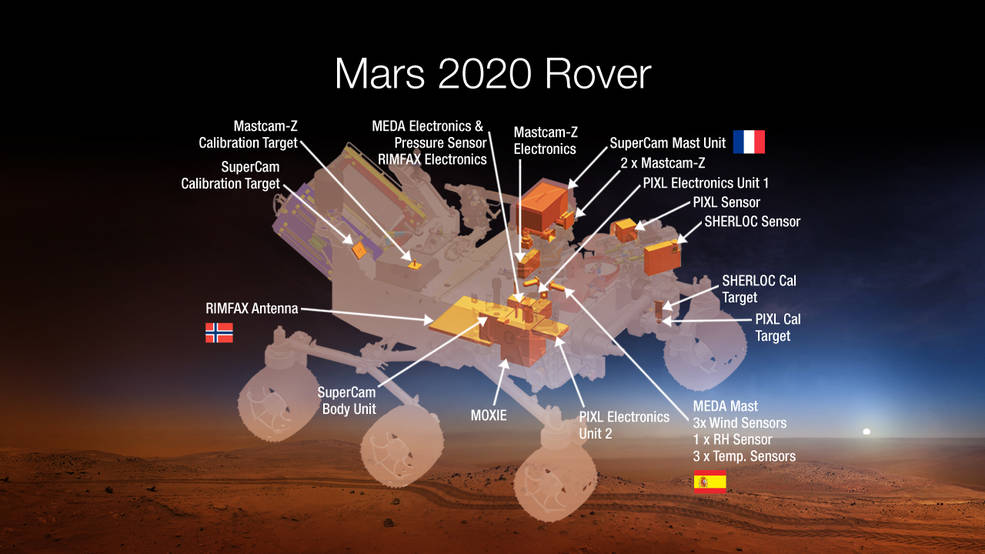 Mars 2020 Rover
Mastcam-Z
Calibration Target
SuperCam
Calibration Target
MEDA Electronics &
Pressure Sensor
RIMFAX Electronics
Mastcam-Z
Electronics
SuperCam Mast Unit
2 x Mastcam-Z
PIXL Electronics Unit 1
PIXL Sensor
SHERLOC Sensor
SHERLOC Cal
Target
PIXL Cal
Target
RIMFAX Antenna
SuperCam
Body Unit
MOXIE
PIXL Electronics
Unit 2
MEDA Mast
3x Wind Sensors
1 x RH Sensor
3 x Temp. Sensors